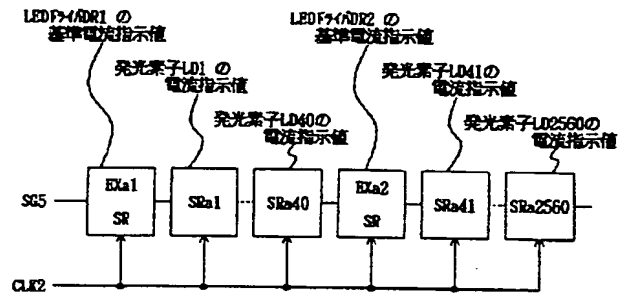 LEDドライバDR1 の
基準電流指示値
LEDドライバDR2 の
基準電流指示値
発光素子LD1 の
電流指示値
発光素子LD41の
電流指示値
発光素子LD40の
電流指示値
発光素子LD2560の
電流指示値
SG5
EXa1
SR
SRa1
SRa40
EXa2
SR
SRa41
SRa2560
CLK2